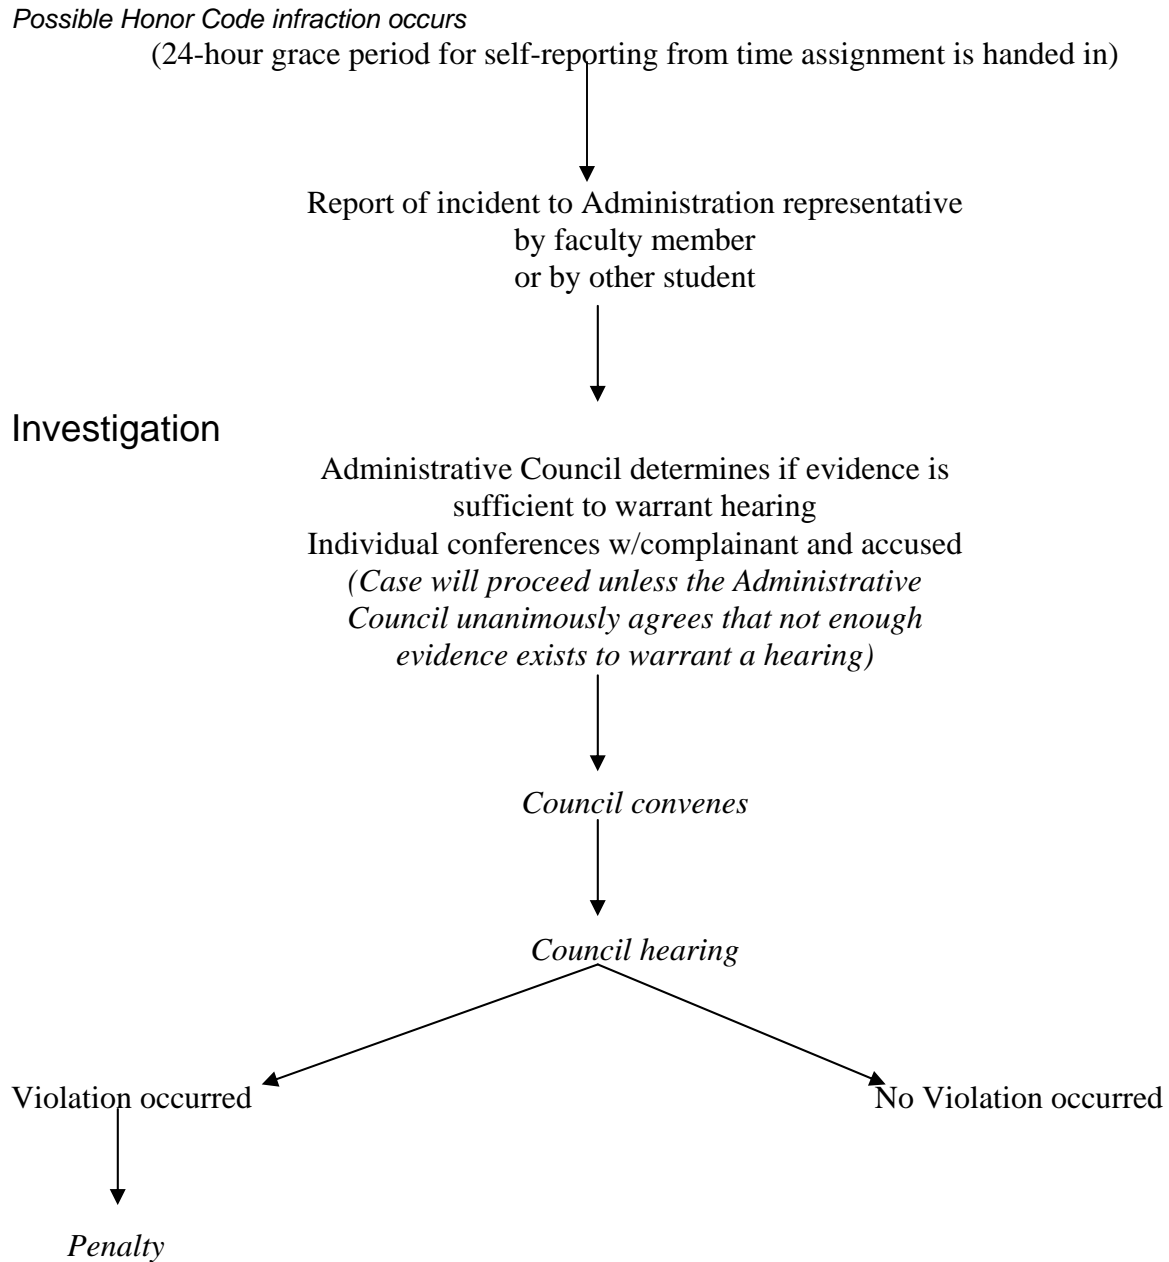 Possible Honor Code infraction occurs
(24-hour grace period for self-reporting from time assignment is handed in)
Report of incident to Administration representative
by faculty member
or by other student
Investigation
Administrative Council determines if evidence is
sufficient to warrant hearing
Individual conferences w/complainant and accused
(Case will proceed unless the Administrative
Council unanimously agrees that not enough
evidence exists to warrant a hearing)
Council convenes
Council hearing
Violation occurred
No Violation occurred
Penalty